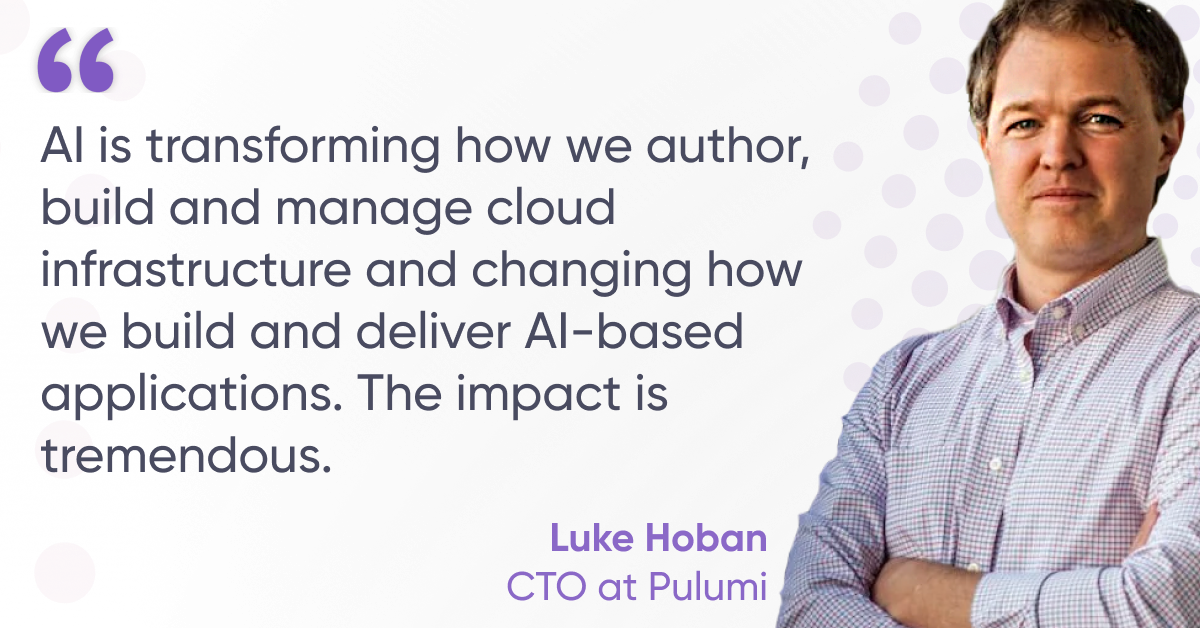 “
AI is transforming how we author,
build and manage cloud
infrastructure and changing how
we build and deliver AI-based
applications. The impact is
tremendous.
Luke Hoban
CTO at Pulumi